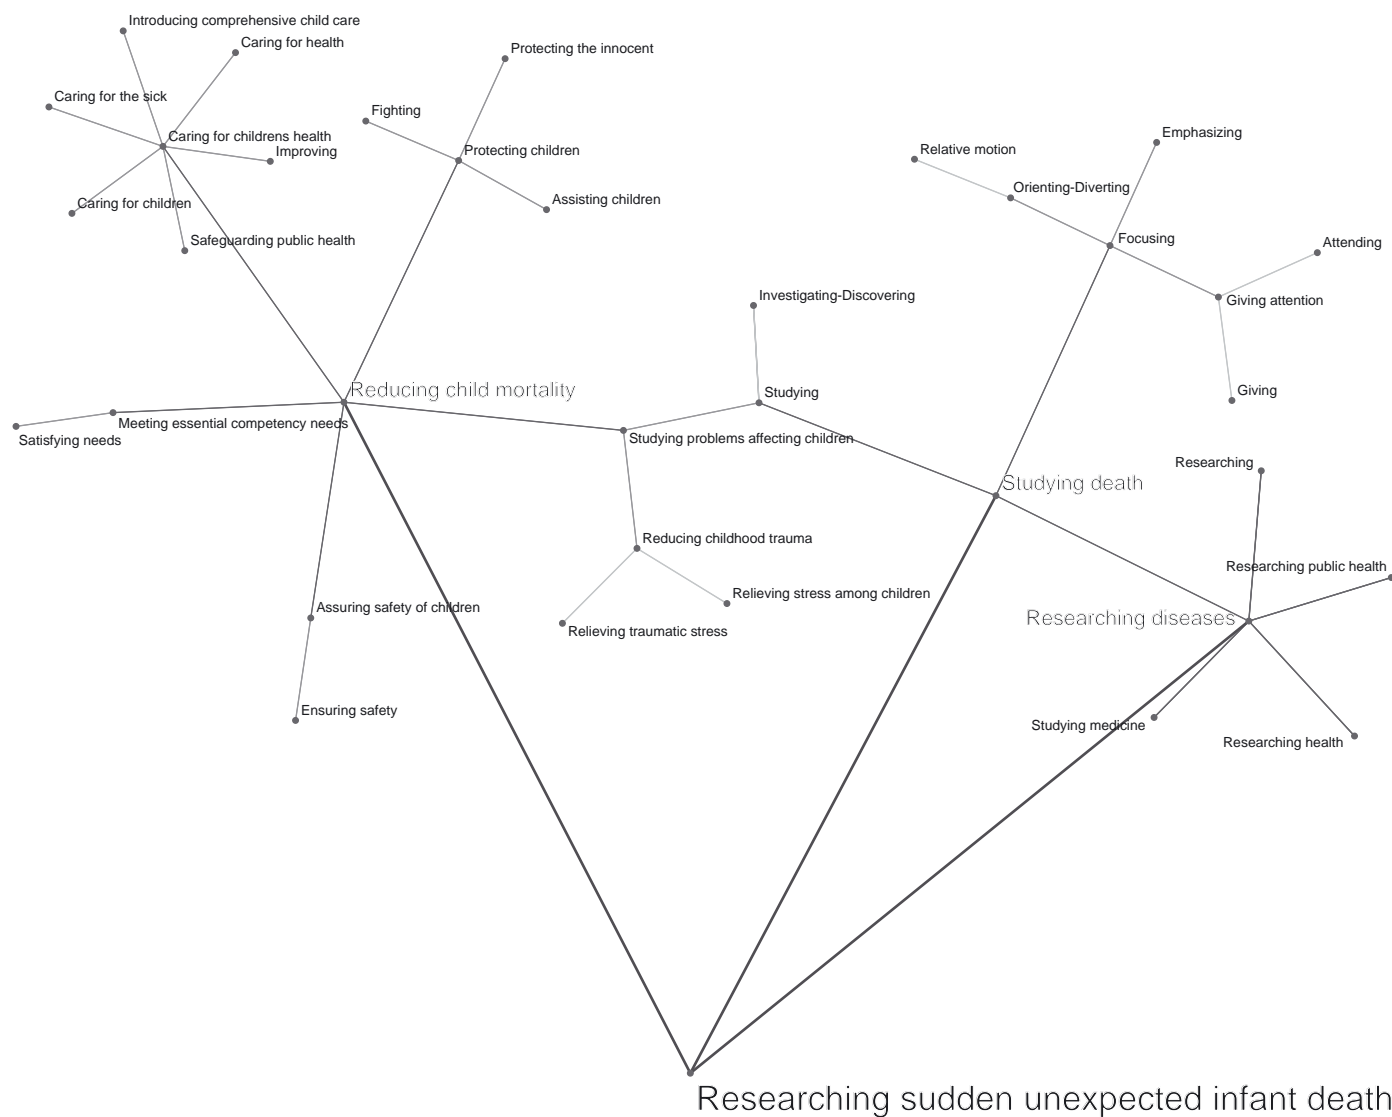 Introducing comprehensive child care
Caring for health
Protecting the innocent
Caring for the sick
Fighting
Caring for childrens health
Improving
Protecting children
Emphasizing
Relative motion
Orienting-Diverting
Assisting children
Caring for children
Safeguarding public health
Focusing
Attending
Investigating-Discovering
Giving attention
Reducing child mortality
Studying
Giving
Meeting essential competency needs
Satisfying needs
Studying problems affecting children
Researching
Studying death
Reducing childhood trauma
Researching public health
Relieving stress among children
Assuring safety of children
Researching diseases
Relieving traumatic stress
Ensuring safety
Studying medicine
Researching health
Researching sudden unexpected infant death